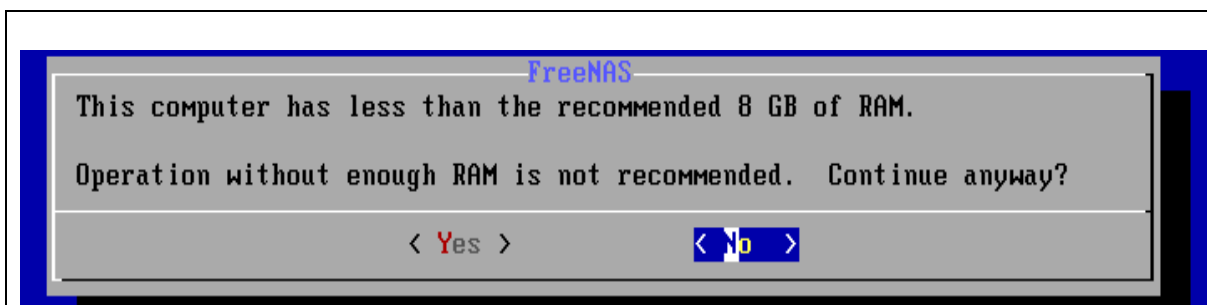 FreeNAS
This computer has less than the recommended 8 GB of RAM.
Operation without enough RAM is not recommended.  Continue anyway?
< Yes >  < No >